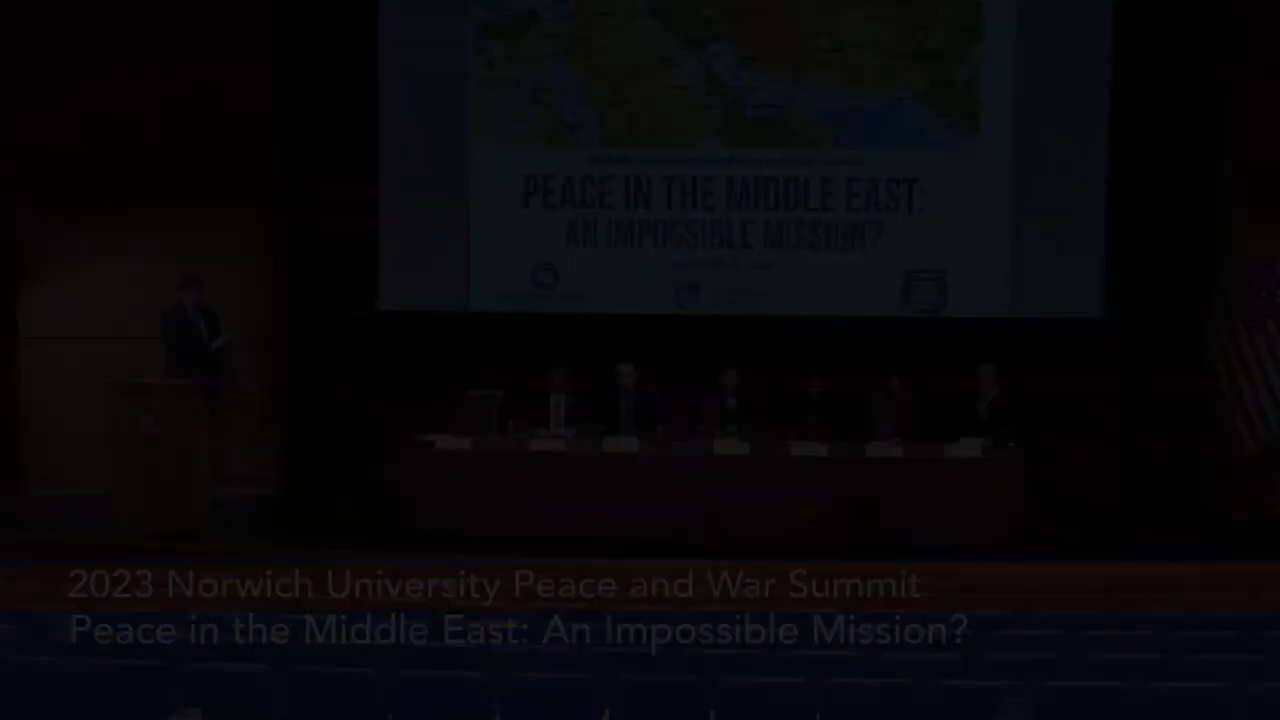 PEACE IN THE MIDDLE EAST:
AN IMPOSSIBLE MISSION?
2023 Norwich University Peace and War Summit
Peace in the Middle East: An Impossible Mission?